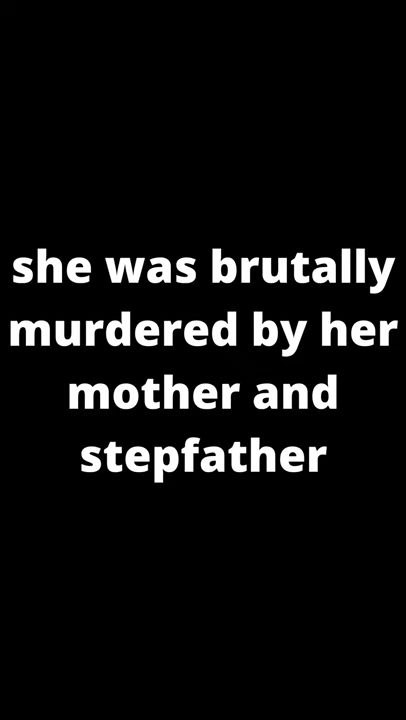 she was brutally
murdered by her
mother and
stepfather